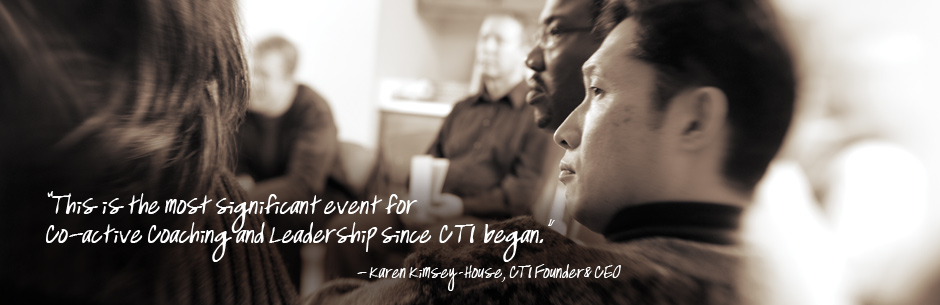 "This is the most significant event for
Co-active Coaching and Leadership since CTI began."
– Karen Kimsey-House, CTI Founder & CEO